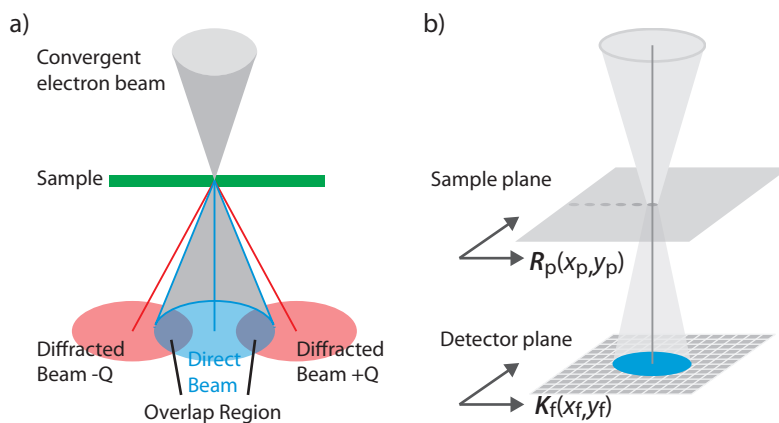 a)
Convergent
electron beam
Sample
Diffracted
Beam -Q
Direct
Beam
Diffracted
Beam +Q
Overlap Region
b)
Sample plane
Rp(xp,yp)
Detector plane
Kf(xf,yf)